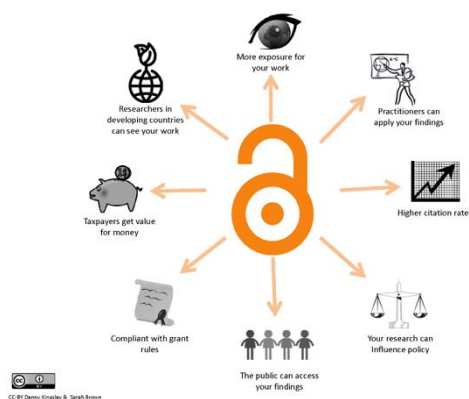 More exposure for
your work
Practitioners can
apply your findings
Higher citation rate
Your research can
Influence policy
The public can access
your findings
Compliant with grant
rules
Taxpayers get value
for money
Researchers in
developing countries
can see your work
cc
BY
CC-BY Danny Kingsley & Sarah Brown